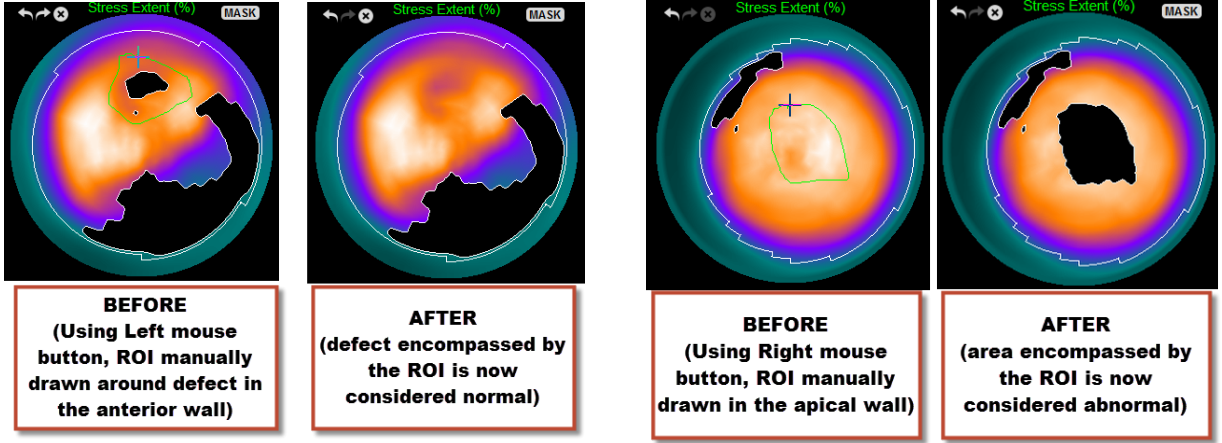 Stress Extent (%)
MASK
Stress Extent (%)
MASK
Stress Extent (%)
Stress Extent (%)
MASK
BEFORE
(Using Left mouse
button, ROI manually
drawn around defect in
the anterior wall)
AFTER
(defect encompassed by
the ROI is now
considered normal)
BEFORE
(Using Right mouse
button, ROI manually
drawn in the apical wall)
AFTER
(area encompassed by
the ROI is now
considered abnormal)